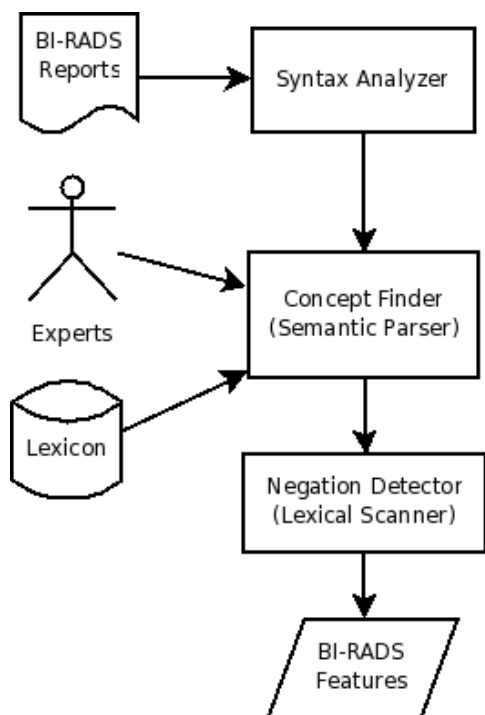 BI-RADS
Reports
Syntax Analyzer
Experts
Concept Finder
(Semantic Parser)
Lexicon
Negation Detector
(Lexical Scanner)
BI-RADS
Features